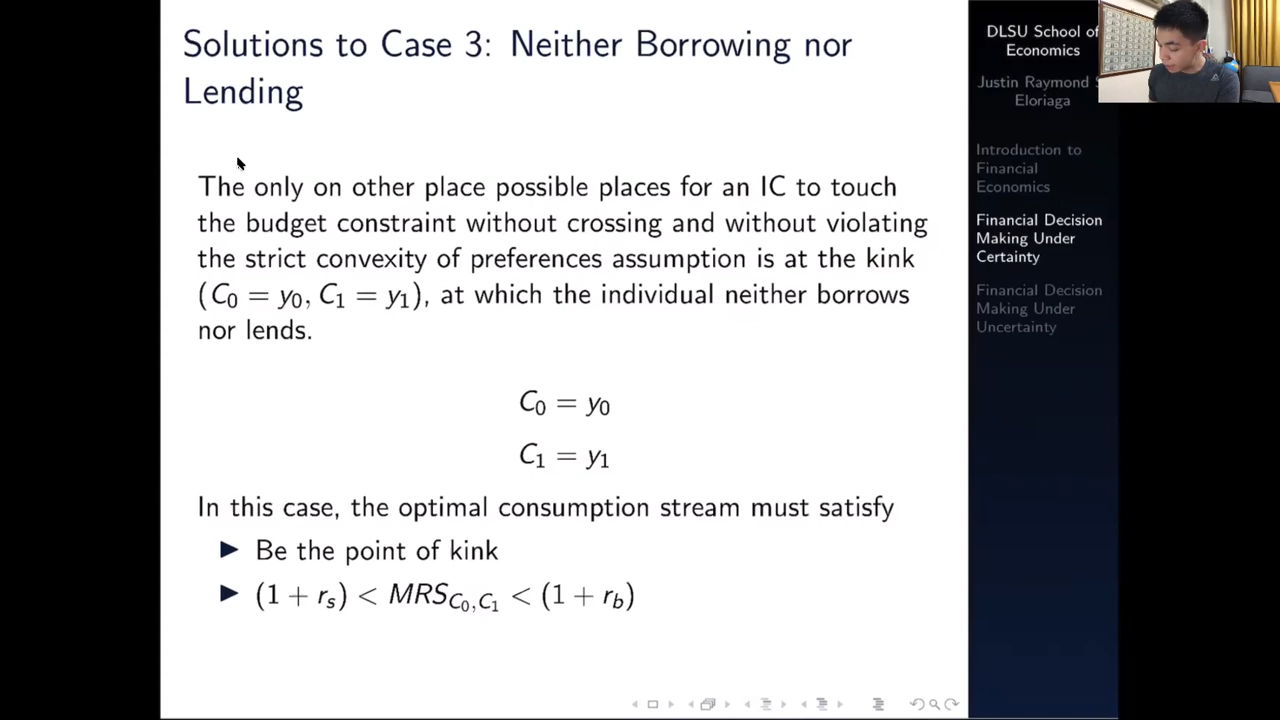 Solutions to Case 3: Neither Borrowing nor
Lending
The only on other place possible places for an IC to touch
the budget constraint without crossing and without violating
the strict convexity of preferences assumption is at the kink
(C₀ = y₀, C₁ = y₁), at which the individual neither borrows
nor lends.
C₀ = y₀
C₁ = y₁
In this case, the optimal consumption stream must satisfy
▶ Be the point of kink
▶ (1 + rₛ) < MRS_{C₀,C₁} < (1 + r_b)
DLSU School of
Economics
Justin Raymond
Eloriaga
Introduction to
Financial
Economics
Financial Decision
Making Under
Certainty
Financial Decision
Making Under
Uncertainty